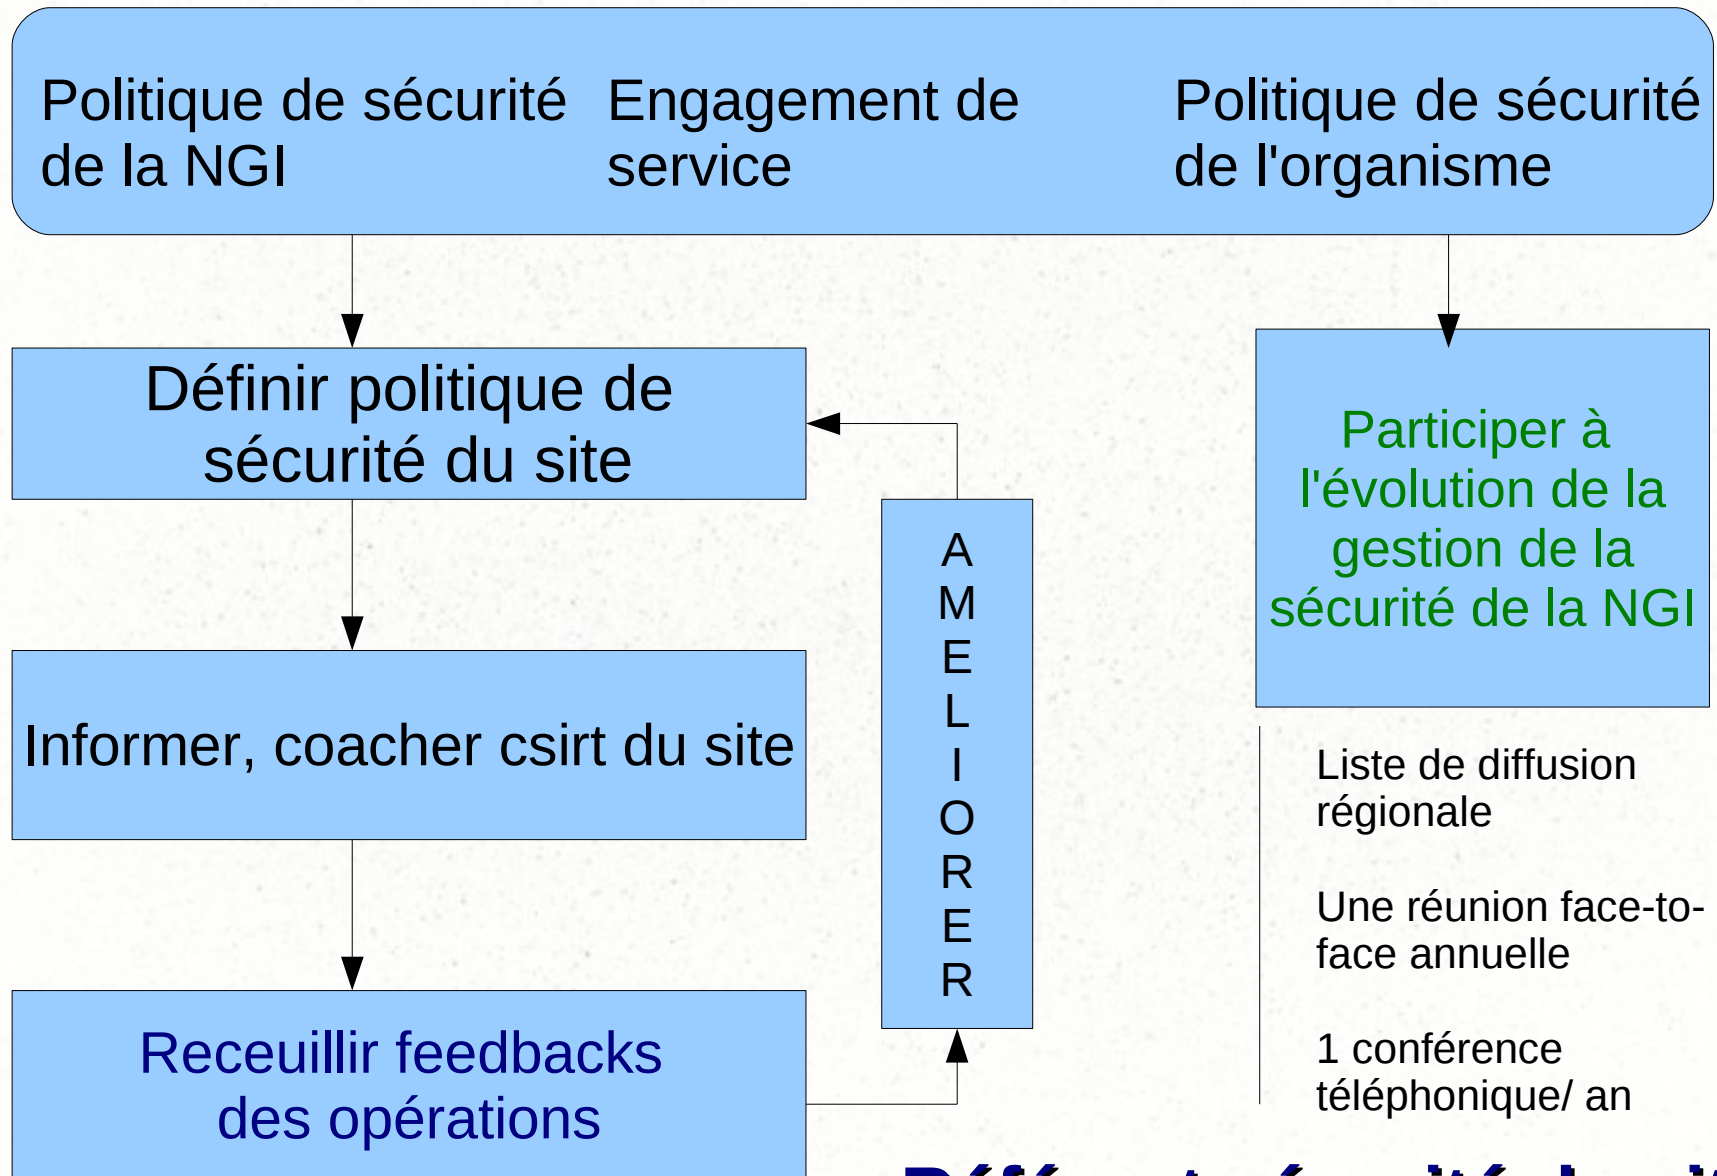 Politique de sécurité
de la NGI
Engagement de
service
Politique de sécurité
de l'organisme
Définir politique de
sécurité du site
Informer, coacher csirt du site
Receuillir feedbacks
des opérations
A
M
E
L
I
O
R
E
R
Participer à
l'évolution de la
gestion de la
sécurité de la NGI
Liste de diffusion
régionale
Une réunion face-to-
face annuelle
1 conférence
téléphonique/ an